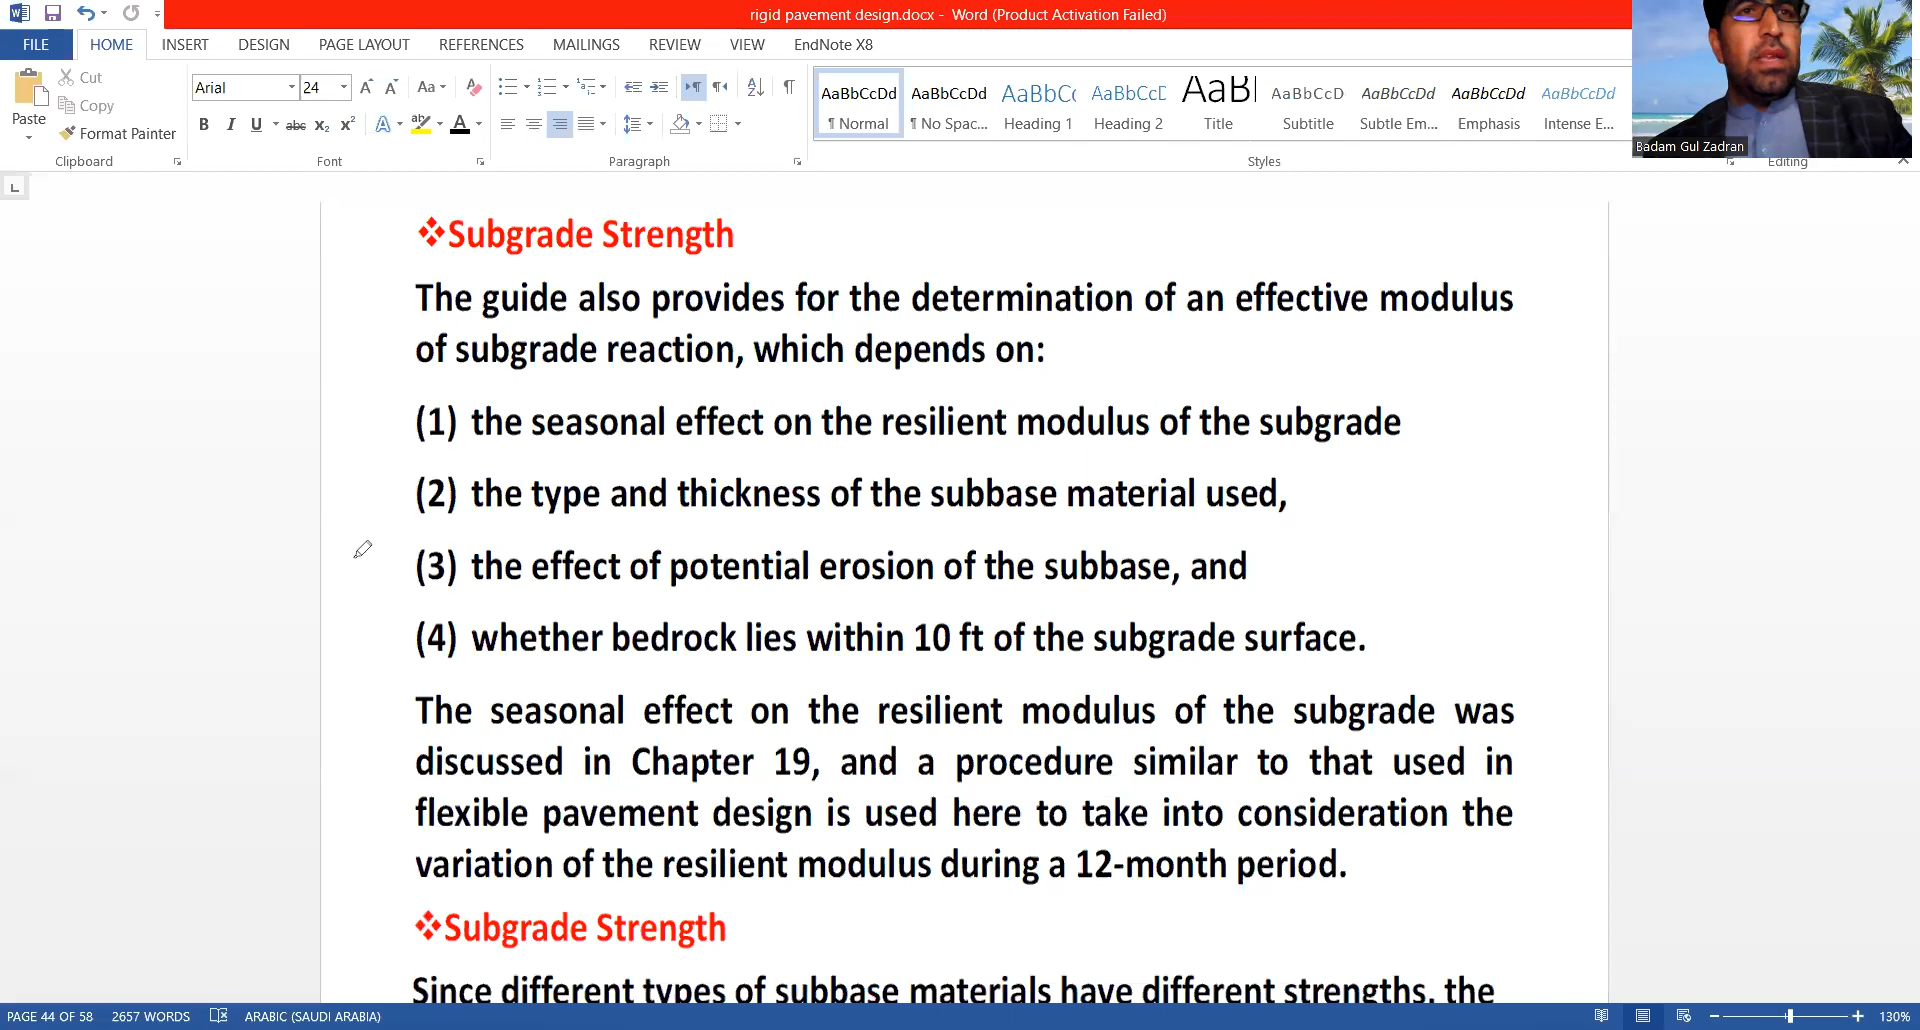 rigid pavement design.docx - Word (Product Activation Failed)
FILE HOME INSERT DESIGN PAGE LAYOUT REFERENCES MAILINGS REVIEW VIEW EndNote X8
Paste
Cut
Copy
Format Painter
Clipboard
Arial 24
Aa
B I U abc X₂ X² A ab A
Font
Paragraph
AaBbCcDd AaBbCcDd AaBbCc AaBbCcD AaBl AaBbCcD AaBbCcDd AaBbCcDd AaBbCcDd
¶ Normal ¶ No Spac... Heading 1 Heading 2 Title Subtitle Subtle Em... Emphasis Intense E...
Styles
Editing
Badam Gul Zadran
❖Subgrade Strength
The guide also provides for the determination of an effective modulus
of subgrade reaction, which depends on:
(1) the seasonal effect on the resilient modulus of the subgrade
(2) the type and thickness of the subbase material used,
(3) the effect of potential erosion of the subbase, and
(4) whether bedrock lies within 10 ft of the subgrade surface.
The seasonal effect on the resilient modulus of the subgrade was
discussed in Chapter 19, and a procedure similar to that used in
flexible pavement design is used here to take into consideration the
variation of the resilient modulus during a 12-month period.
❖Subgrade Strength
Since different types of subbase materials have different strengths, the
PAGE 44 OF 58 2657 WORDS ARABIC (SAUDI ARABIA) 130%